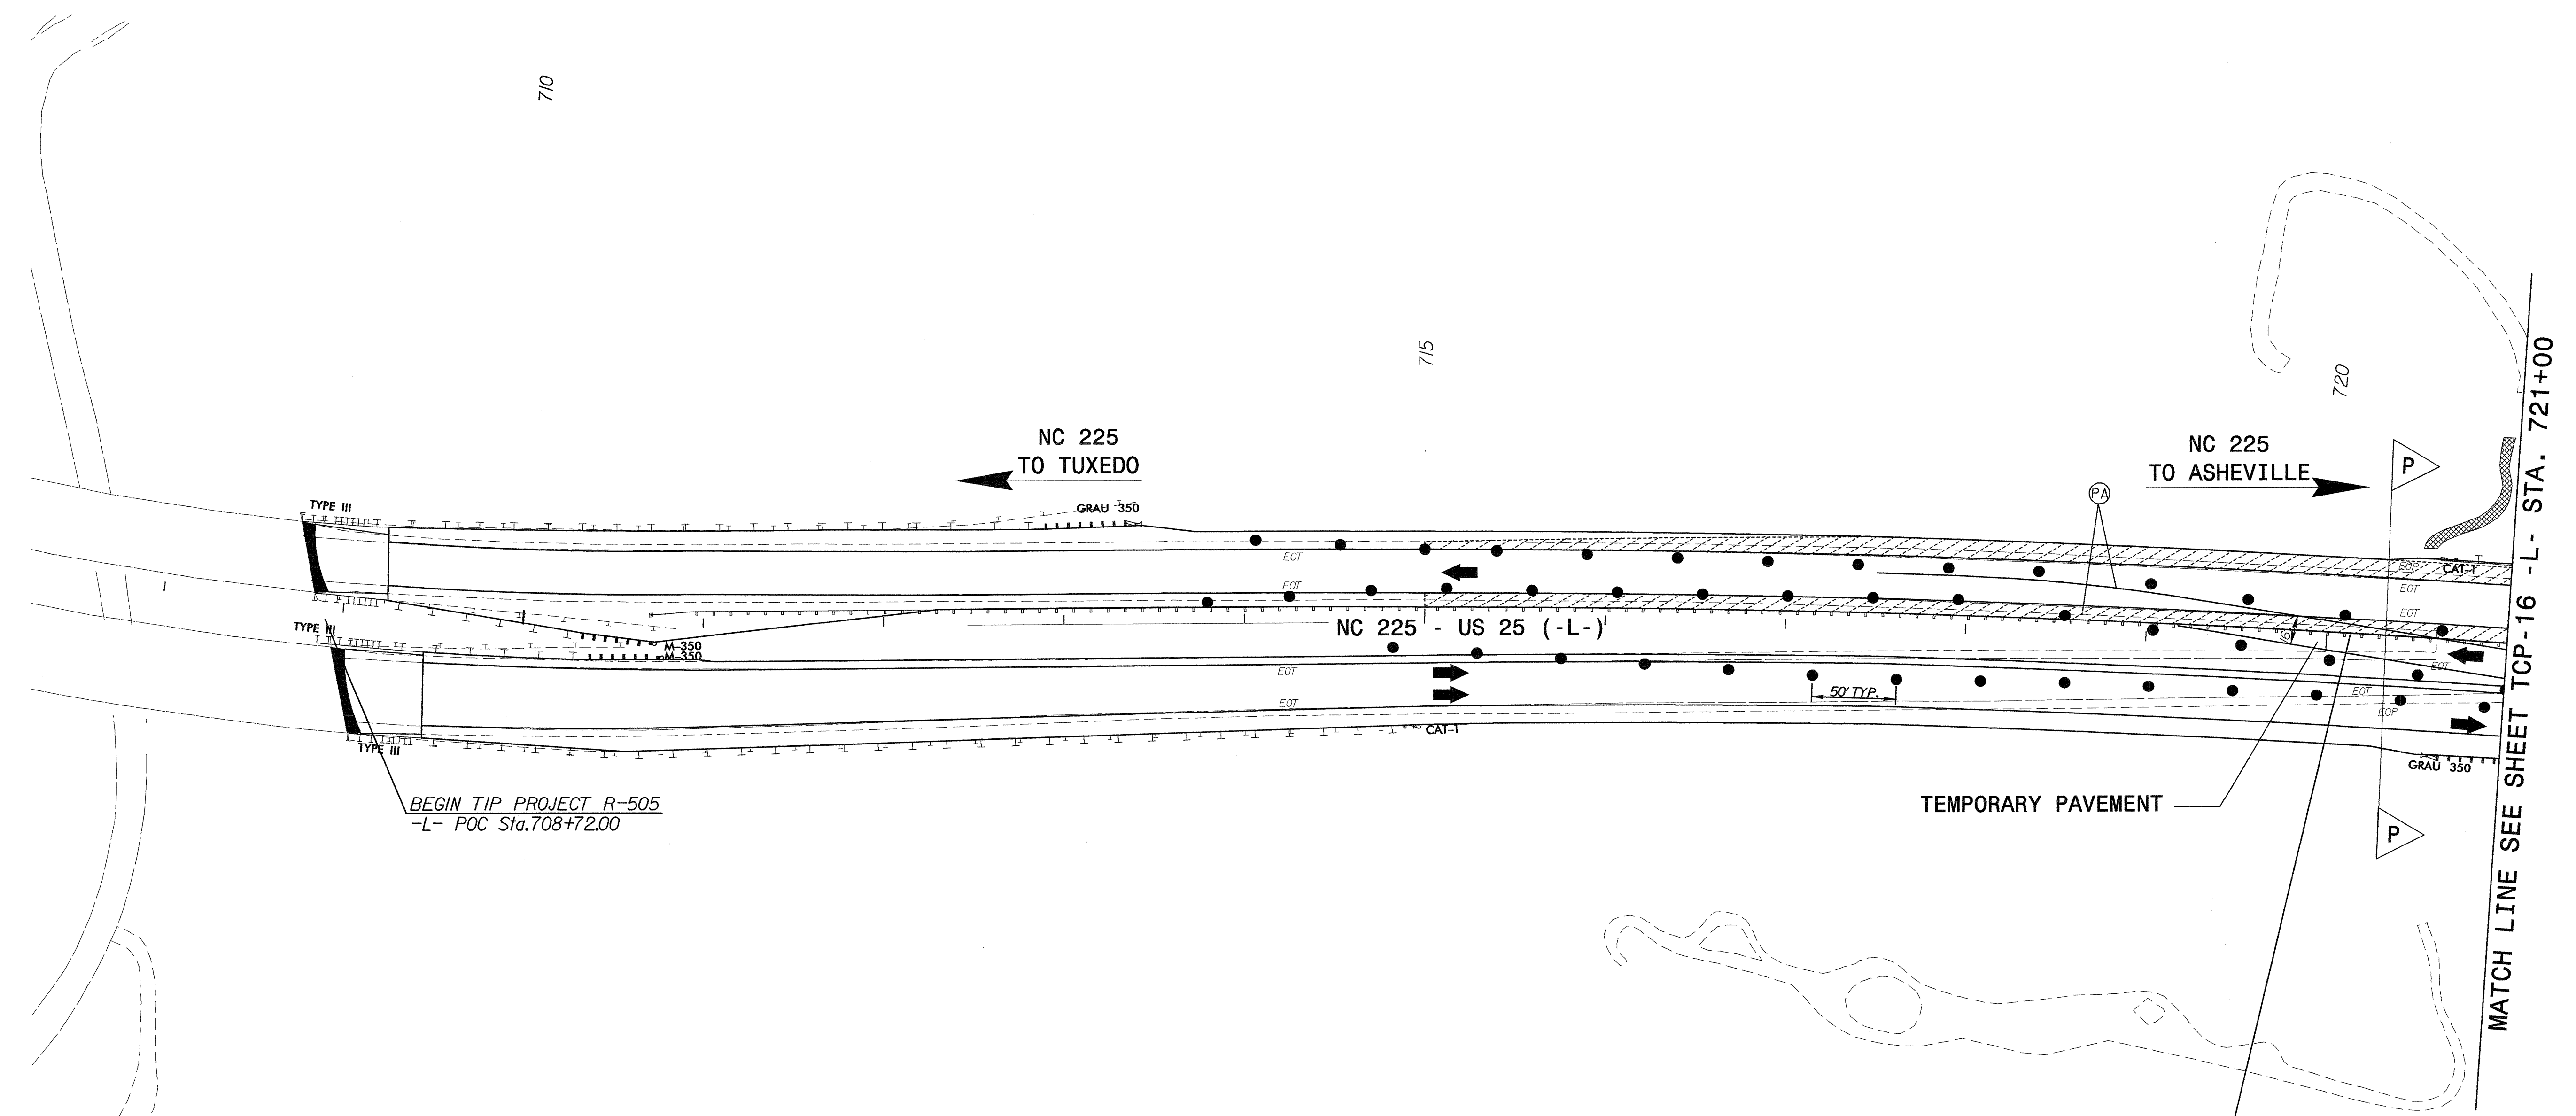 710
715
720
NC 225
TO TUXEDO
NC 225
TO ASHEVILLE
P
PA
TYPE III
GRAU 350
EOT
EOT
EOP
CAT-1
EOT
EOT
TYPE III
NC 225 - US 25 (-L-)
M-350
M-350
EOT
EOT
50' TYP.
EOT
EOT
EOP
TYPE III
CAT-1
GRAU 350
BEGIN TIP PROJECT R-505
-L- POC Sta.708+72.00
TEMPORARY PAVEMENT
P
MATCH LINE SEE SHEET TCP-16 -L- STA. 721+00